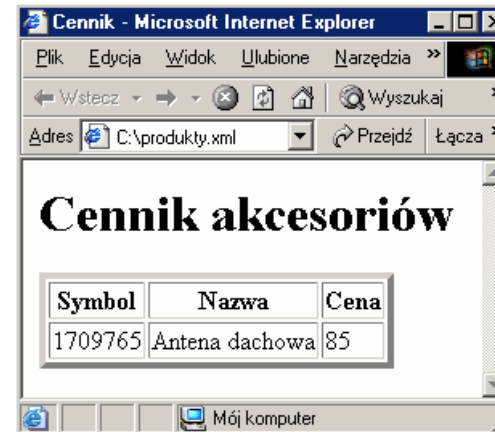 Cennik - Microsoft Internet Explorer
Plik Edycja Widok Ulubione Narzędzia »
Wstecz Wyszukaj
Adres C:\produkty.xml Przejdź Łącza
Cennik akcesoriów
Symbol Nazwa Cena
1709765 Antena dachowa 85
Mój komputer